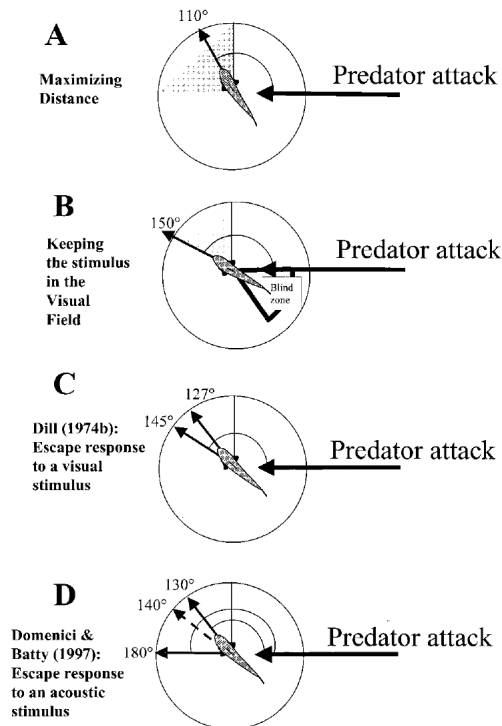 A
110°
Maximizing
Distance
Predator attack
B
150°
Keeping
the stimulus
in the
Visual
Field
Predator attack
Blind
zone
C
127°
145°
Dill (1974b):
Escape response
to a visual
stimulus
Predator attack
D
130°
140°
180°
Domenici &
Batty (1997):
Escape response
to an acoustic
stimulus
Predator attack